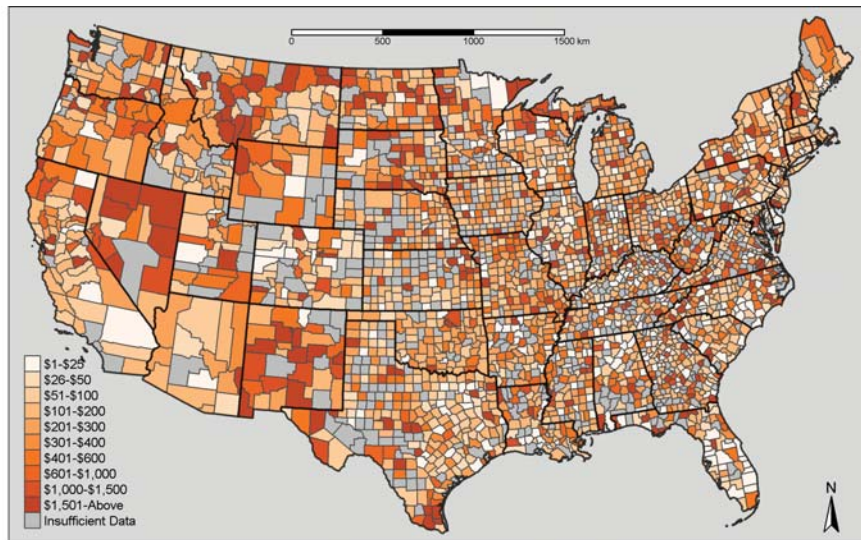 0 500 1000 1500 km
$1-$25
$26-$50
$51-$100
$101-$200
$201-$300
$301-$400
$401-$600
$601-$1,000
$1,000-$1,500
$1,501-Above
Insufficient Data
N